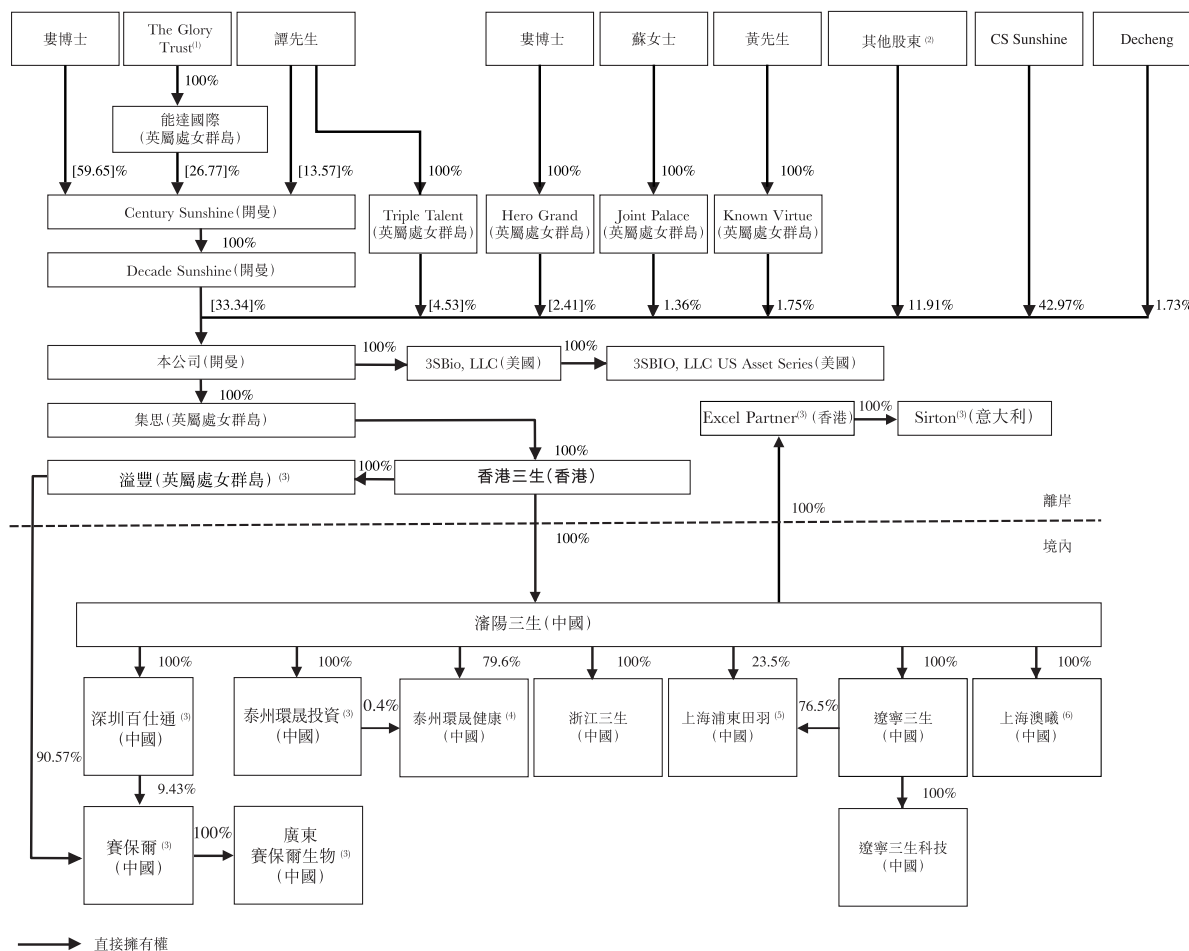 婁博士
The Glory
Trust(1)
譚先生
婁博士
蘇女士
黃先生
其他股東 (2)
CS Sunshine
Decheng
100%
能達國際
(英屬處女群島)
[59.65]%
[26.77]%
[13.57]%
100%
100%
100%
100%
Century Sunshine(開曼)
Triple Talent
(英屬處女群島)
Hero Grand
(英屬處女群島)
Joint Palace
(英屬處女群島)
Known Virtue
(英屬處女群島)
100%
Decade Sunshine(開曼)
[33.34]%
[4.53]%
[2.41]%
1.36%
1.75%
11.91%
42.97%
1.73%
本公司(開曼)
100%
3SBio, LLC(美國)
100%
3SBIO, LLC US Asset Series(美國)
100%
集思(英屬處女群島)
Excel Partner(3) (香港)
100%
Sirton(3)(意大利)
100%
溢豐(英屬處女群島) (3)
100%
香港三生(香港)
離岸
100%
100%
境內
瀋陽三生(中國)
100%
100%
79.6%
100%
23.5%
100%
100%
深圳百仕通 (3)
(中國)
泰州環晟投資 (3)
(中國)
0.4%
泰州環晟健康 (4)
(中國)
浙江三生
(中國)
上海浦東田羽 (5)
(中國)
76.5%
遼寧三生
(中國)
上海澳曦 (6)
(中國)
90.57%
9.43%
100%
賽保爾 (3)
(中國)
100%
廣東
賽保爾生物 (3)
(中國)
遼寧三生科技
(中國)
直接擁有權